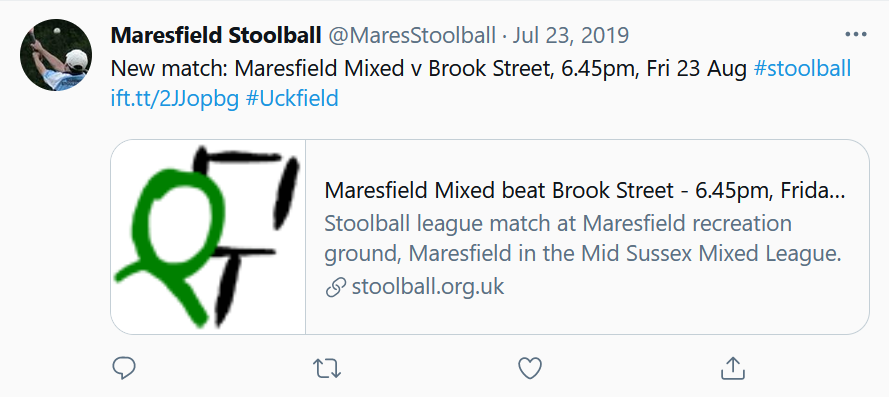 Maresfield Stoolball @MaresStoolball · Jul 23, 2019
New match: Maresfield Mixed v Brook Street, 6.45pm, Fri 23 Aug #stoolball
ift.tt/2JJopbg #Uckfield
Maresfield Mixed beat Brook Street - 6.45pm, Frida...
Stoolball league match at Maresfield recreation
ground, Maresfield in the Mid Sussex Mixed League.
stoolball.org.uk